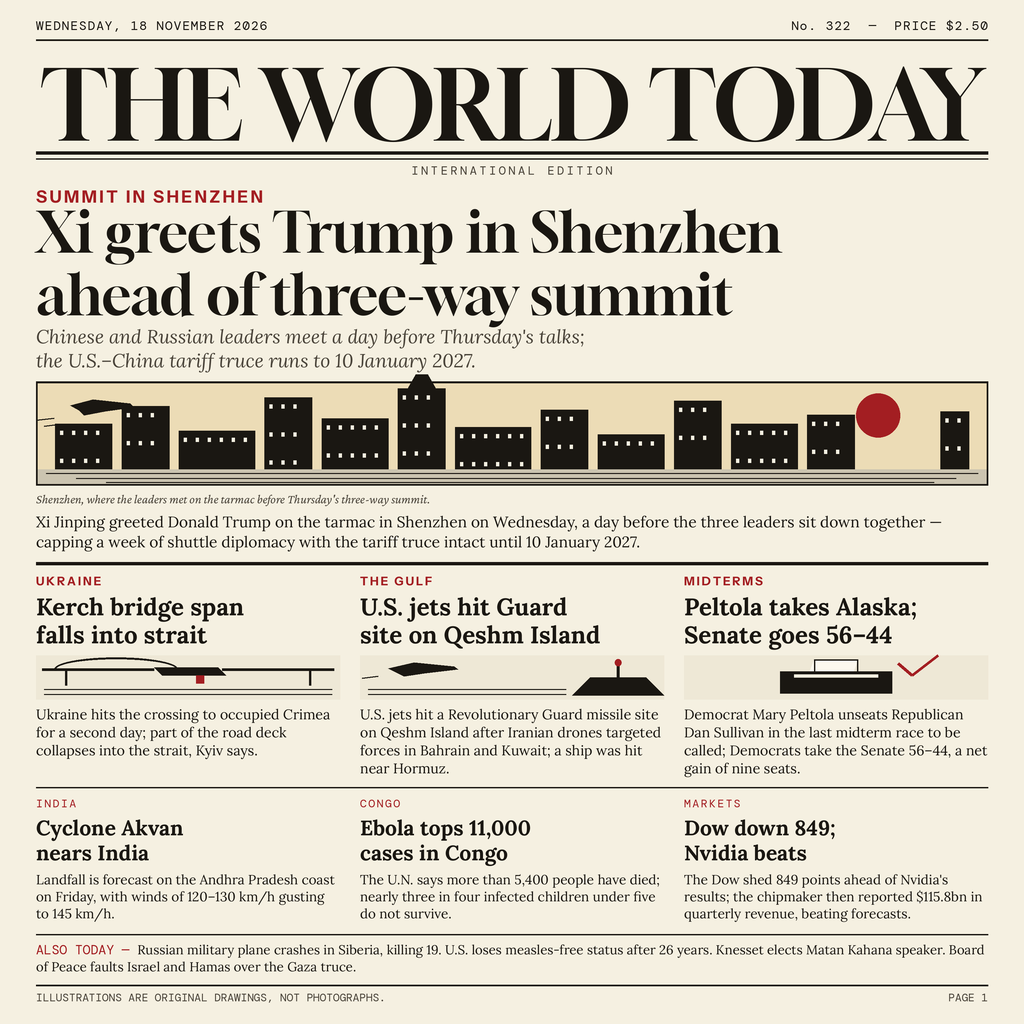 WEDNESDAY, 18 NOVEMBER 2026
No. 322 — PRICE $2.50
THE WORLD TODAY
INTERNATIONAL EDITION
SUMMIT IN SHENZHEN
Xi greets Trump in Shenzhen
ahead of three-way summit
Chinese and Russian leaders meet a day before Thursday's talks;
the U.S.–China tariff truce runs to 10 January 2027.
Shenzhen, where the leaders met on the tarmac before Thursday's three-way summit.
Xi Jinping greeted Donald Trump on the tarmac in Shenzhen on Wednesday, a day before the three leaders sit down together —
capping a week of shuttle diplomacy with the tariff truce intact until 10 January 2027.
UKRAINE
Kerch bridge span
falls into strait
Ukraine hits the crossing to occupied Crimea
for a second day; part of the road deck
collapses into the strait, Kyiv says.
THE GULF
U.S. jets hit Guard
site on Qeshm Island
U.S. jets hit a Revolutionary Guard missile site
on Qeshm Island after Iranian drones targeted
forces in Bahrain and Kuwait; a ship was hit
near Hormuz.
MIDTERMS
Peltola takes Alaska;
Senate goes 56–44
Democrat Mary Peltola unseats Republican
Dan Sullivan in the last midterm race to be
called; Democrats take the Senate 56–44, a net
gain of nine seats.
INDIA
Cyclone Akvan
nears India
Landfall is forecast on the Andhra Pradesh coast
on Friday, with winds of 120–130 km/h gusting
to 145 km/h.
CONGO
Ebola tops 11,000
cases in Congo
The U.N. says more than 5,400 people have died;
nearly three in four infected children under five
do not survive.
MARKETS
Dow down 849;
Nvidia beats
The Dow shed 849 points ahead of Nvidia's
results; the chipmaker then reported $115.8bn in
quarterly revenue, beating forecasts.
ALSO TODAY — Russian military plane crashes in Siberia, killing 19. U.S. loses measles-free status after 26 years. Knesset elects Matan Kahana speaker. Board
of Peace faults Israel and Hamas over the Gaza truce.
ILLUSTRATIONS ARE ORIGINAL DRAWINGS, NOT PHOTOGRAPHS.
PAGE 1